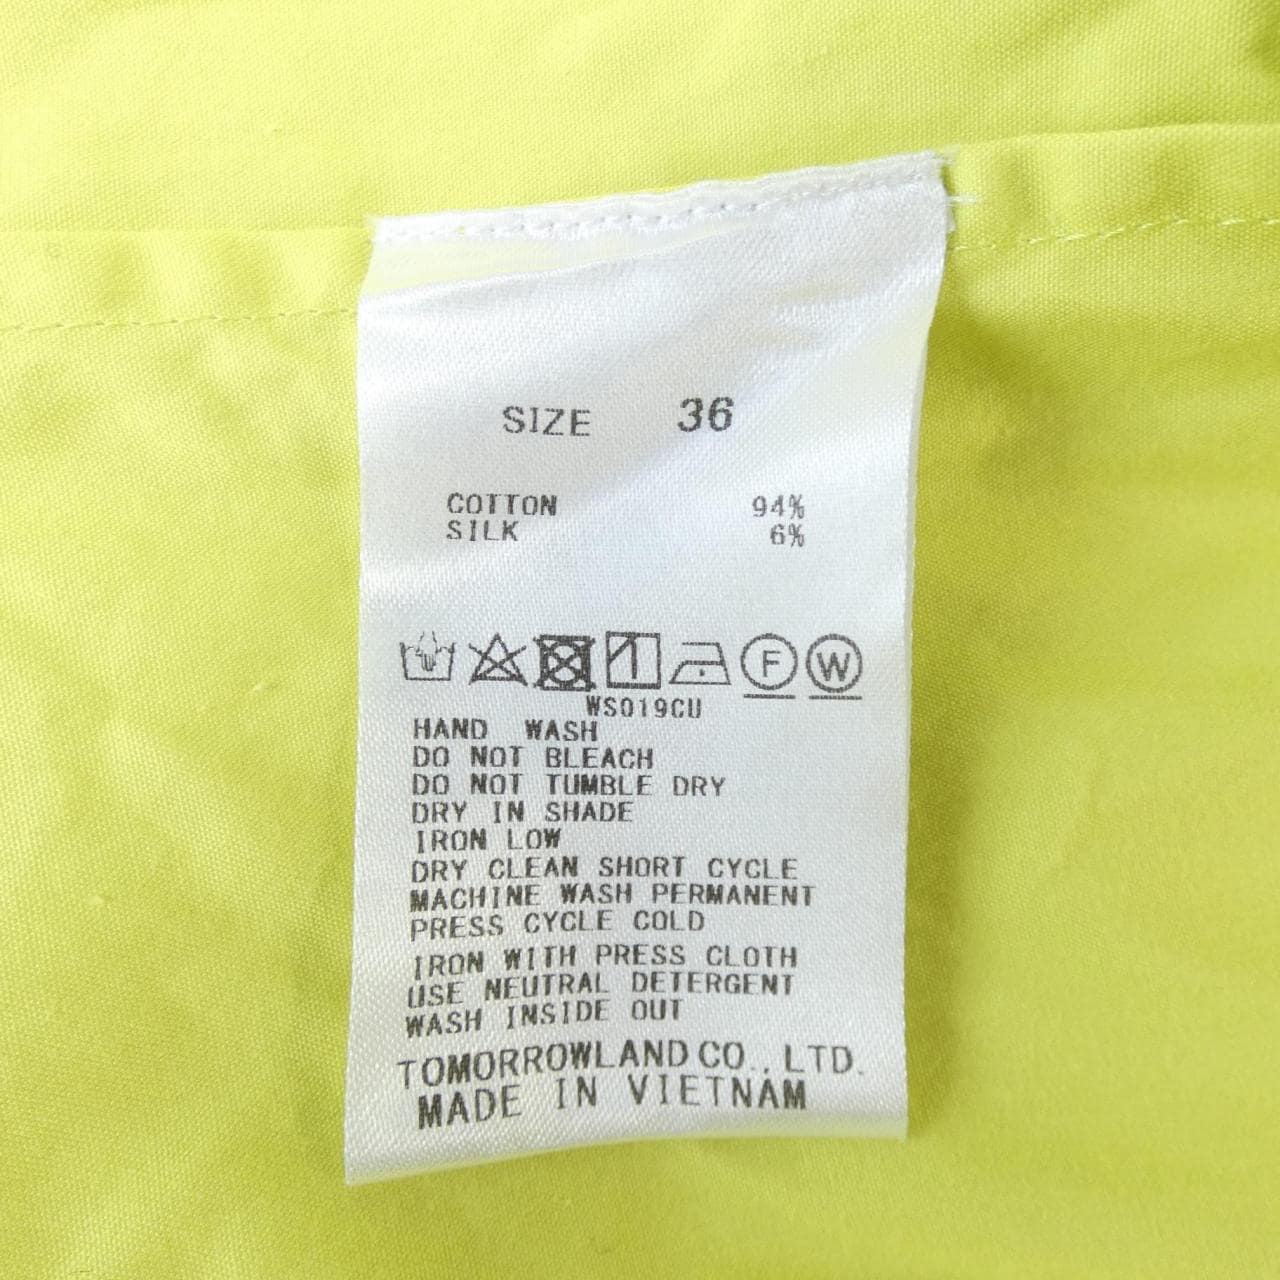 SIZE 36
COTTON 94%
SILK 6%
F W
WS019CU
HAND WASH
DO NOT BLEACH
DO NOT TUMBLE DRY
DRY IN SHADE
IRON LOW
DRY CLEAN SHORT CYCLE
MACHINE WASH PERMANENT
PRESS CYCLE COLD
IRON WITH PRESS CLOTH
USE NEUTRAL DETERGENT
WASH INSIDE OUT
TOMORROWLAND CO., LTD.
MADE IN VIETNAM